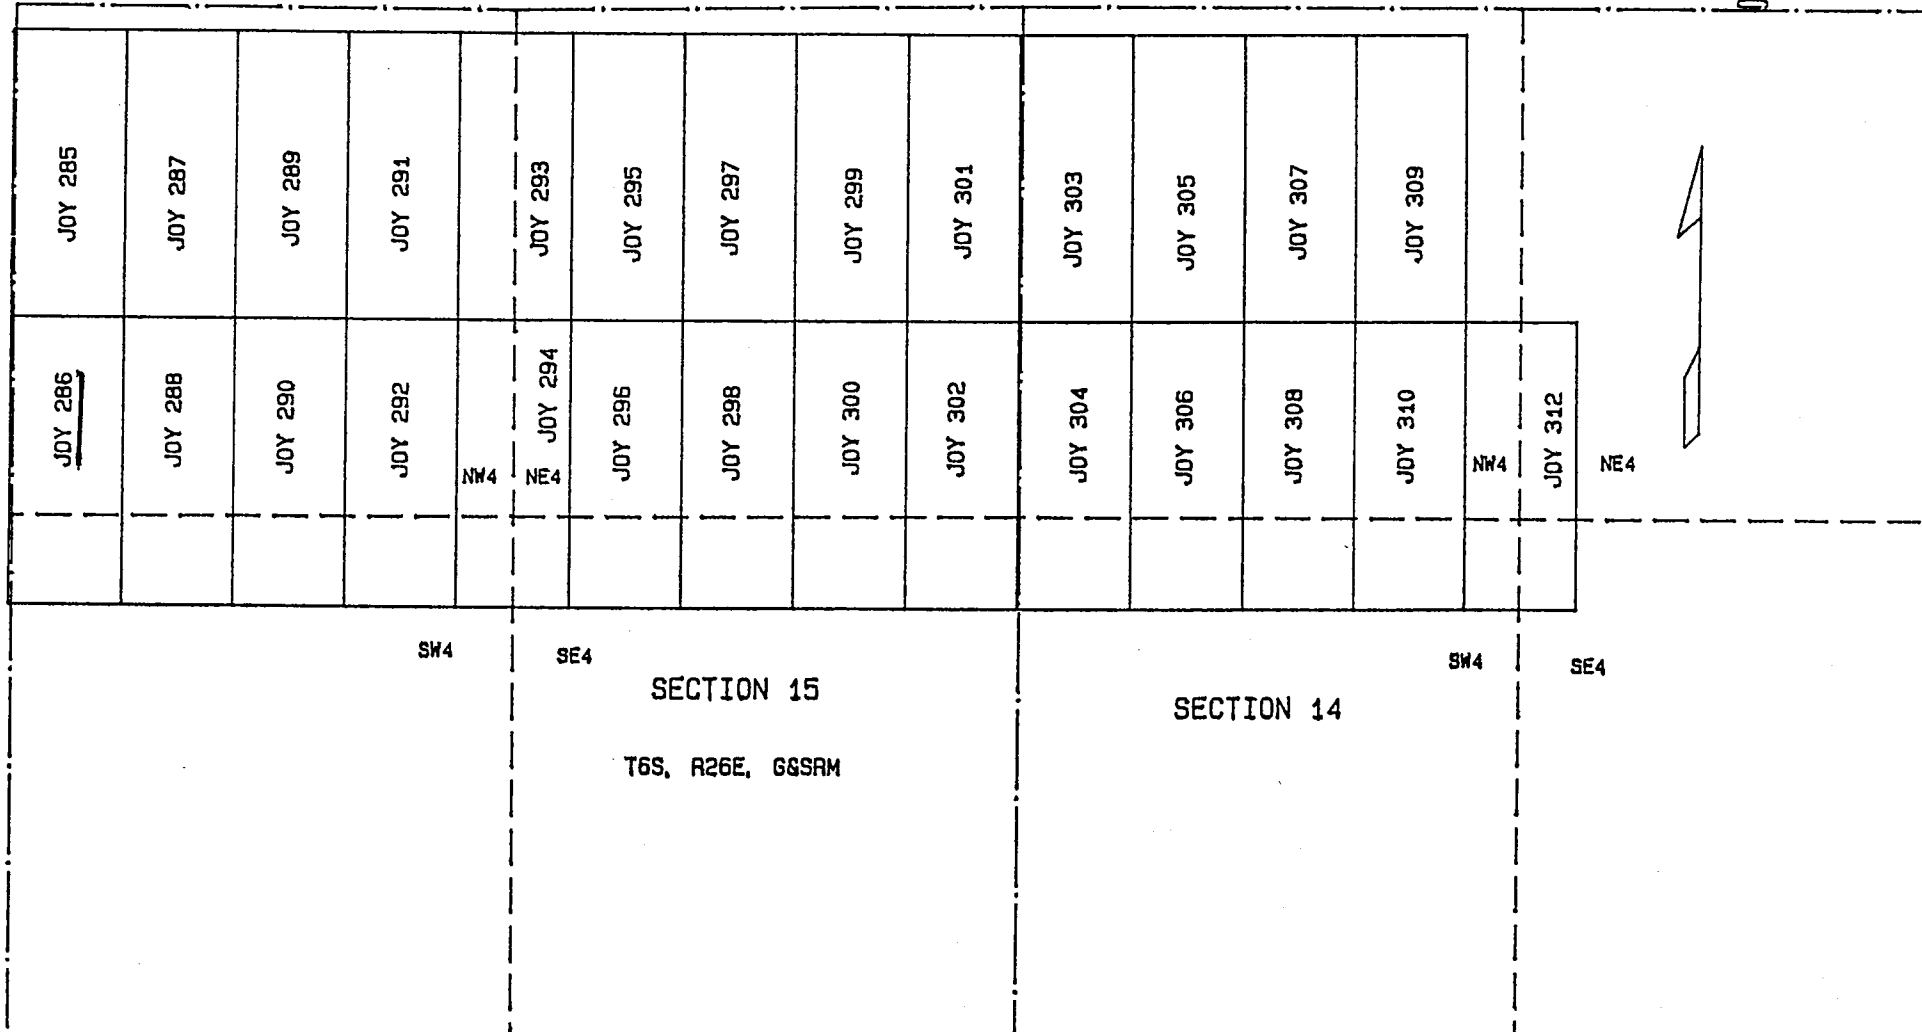 JOY 285
JOY 287
JOY 289
JOY 291
JOY 293
JOY 295
JOY 297
JOY 299
JOY 301
JOY 303
JOY 305
JOY 307
JOY 309
JOY 286
JOY 288
JOY 290
JOY 292
NW4
JOY 294
NE4
JOY 296
JOY 298
JOY 300
JOY 302
JOY 304
JOY 306
JOY 308
JOY 310
NW4
JOY 312
NE4
SW4
SE4
SW4
SE4
SECTION 15
SECTION 14
T6S, R26E, G&SRM